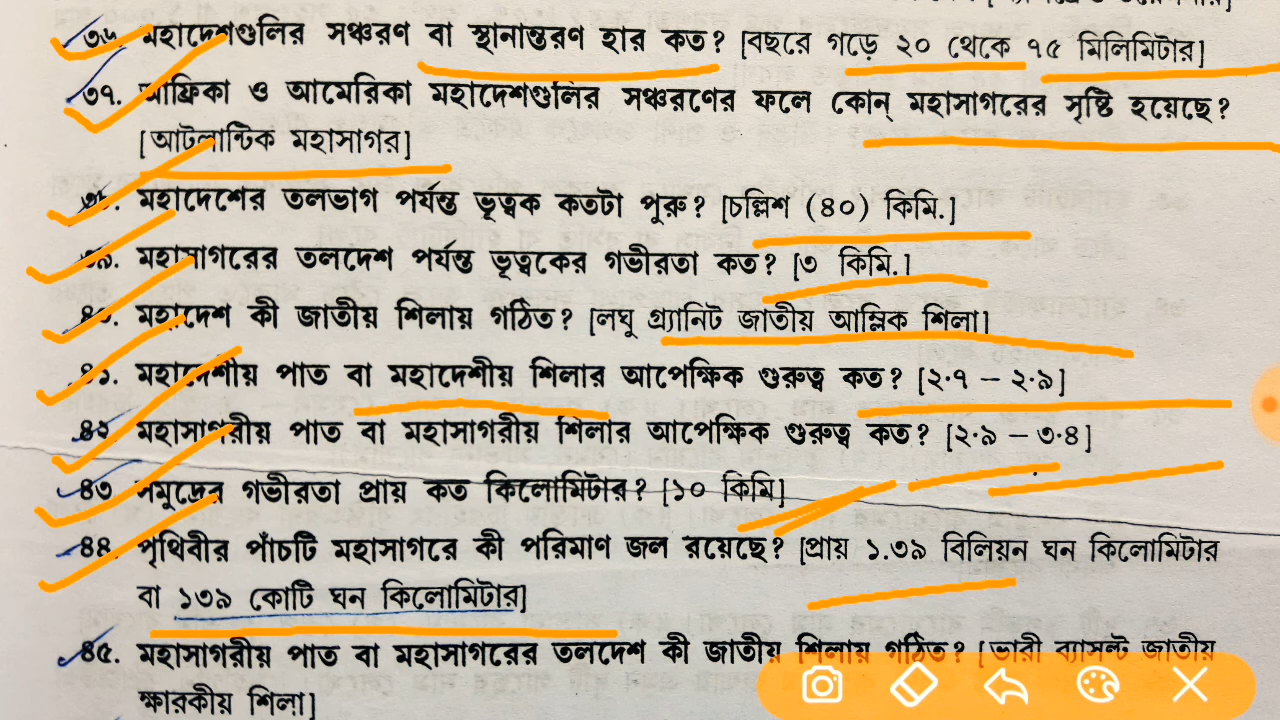 ৩৬ মহাদেশগুলির সঞ্চরণ বা স্থানান্তরণ হার কত? [বছরে গড়ে ২০ থেকে ৭৫ মিলিমিটার]
৩৭. আফ্রিকা ও আমেরিকা মহাদেশগুলির সঞ্চরণের ফলে কোন্ মহাসাগরের সৃষ্টি হয়েছে?
[আটলান্টিক মহাসাগর]
৩৮. মহাদেশের তলভাগ পর্যন্ত ভূত্বক কতটা পুরু? [চল্লিশ (৪০) কিমি.]
৩৯. মহাসাগরের তলদেশ পর্যন্ত ভূত্বকের গভীরতা কত? [৩ কিমি.]
৪০. মহাদেশ কী জাতীয় শিলায় গঠিত? [লঘু গ্র্যানিট জাতীয় আম্লিক শিলা]
৪১. মহাদেশীয় পাত বা মহাদেশীয় শিলার আপেক্ষিক গুরুত্ব কত? [২·৭ – ২·৯]
৪২ মহাসাগরীয় পাত বা মহাসাগরীয় শিলার আপেক্ষিক গুরুত্ব কত? [২·৯ – ৩·৪]
৪৩ সমুদ্রের গভীরতা প্রায় কত কিলোমিটার? [১০ কিমি]
৪৪. পৃথিবীর পাঁচটি মহাসাগরে কী পরিমাণ জল রয়েছে? [প্রায় ১.৩৯ বিলিয়ন ঘন কিলোমিটার
বা ১৩৯ কোটি ঘন কিলোমিটার]
৪৫. মহাসাগরীয় পাত বা মহাসাগরের তলদেশ কী জাতীয় শিলায় গঠিত? [ভারী ব্যাসল্ট জাতীয়
ক্ষারকীয় শিলা]